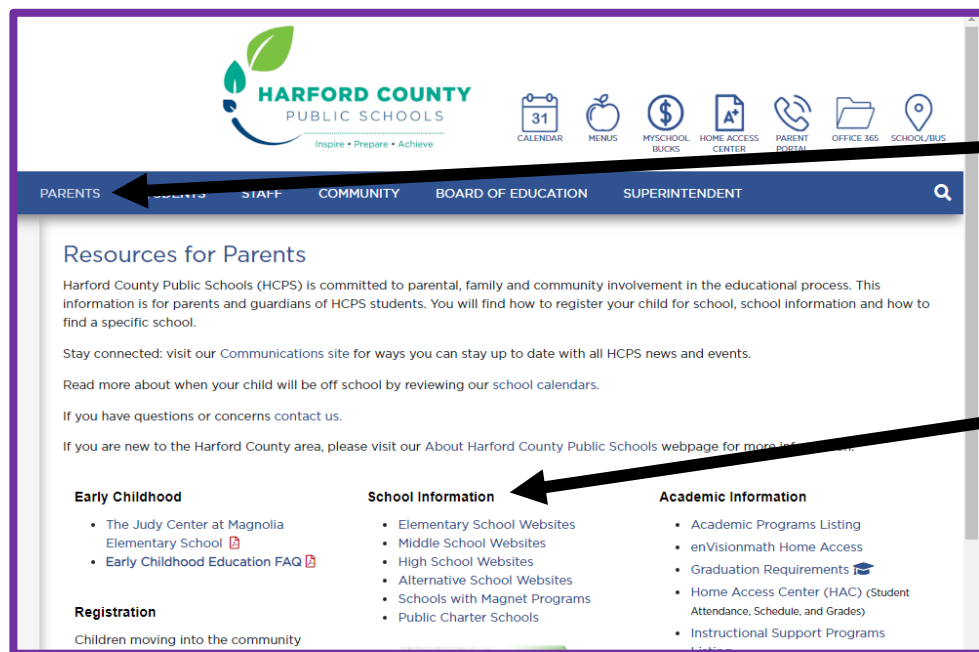 HARFORD COUNTY
PUBLIC SCHOOLS
Inspire • Prepare • Achieve
31
CALENDAR
MENUS
$
MYSCHOOL
BUCKS
A+
HOME ACCESS
CENTER
PARENT
PORTAL
OFFICE 365
SCHOOL/BUS
PARENTS
STAFF
COMMUNITY
BOARD OF EDUCATION
SUPERINTENDENT
Resources for Parents
Harford County Public Schools (HCPS) is committed to parental, family and community involvement in the educational process. This
information is for parents and guardians of HCPS students. You will find how to register your child for school, school information and how to
find a specific school.
Stay connected: visit our Communications site for ways you can stay up to date with all HCPS news and events.
Read more about when your child will be off school by reviewing our school calendars.
If you have questions or concerns contact us.
If you are new to the Harford County area, please visit our About Harford County Public Schools webpage for more
Early Childhood
• The Judy Center at Magnolia
Elementary School
• Early Childhood Education FAQ
Registration
Children moving into the community
School Information
• Elementary School Websites
• Middle School Websites
• High School Websites
• Alternative School Websites
• Schools with Magnet Programs
• Public Charter Schools
Academic Information
• Academic Programs Listing
• enVisionmath Home Access
• Graduation Requirements
• Home Access Center (HAC) (Student
Attendance, Schedule, and Grades)
• Instructional Support Programs